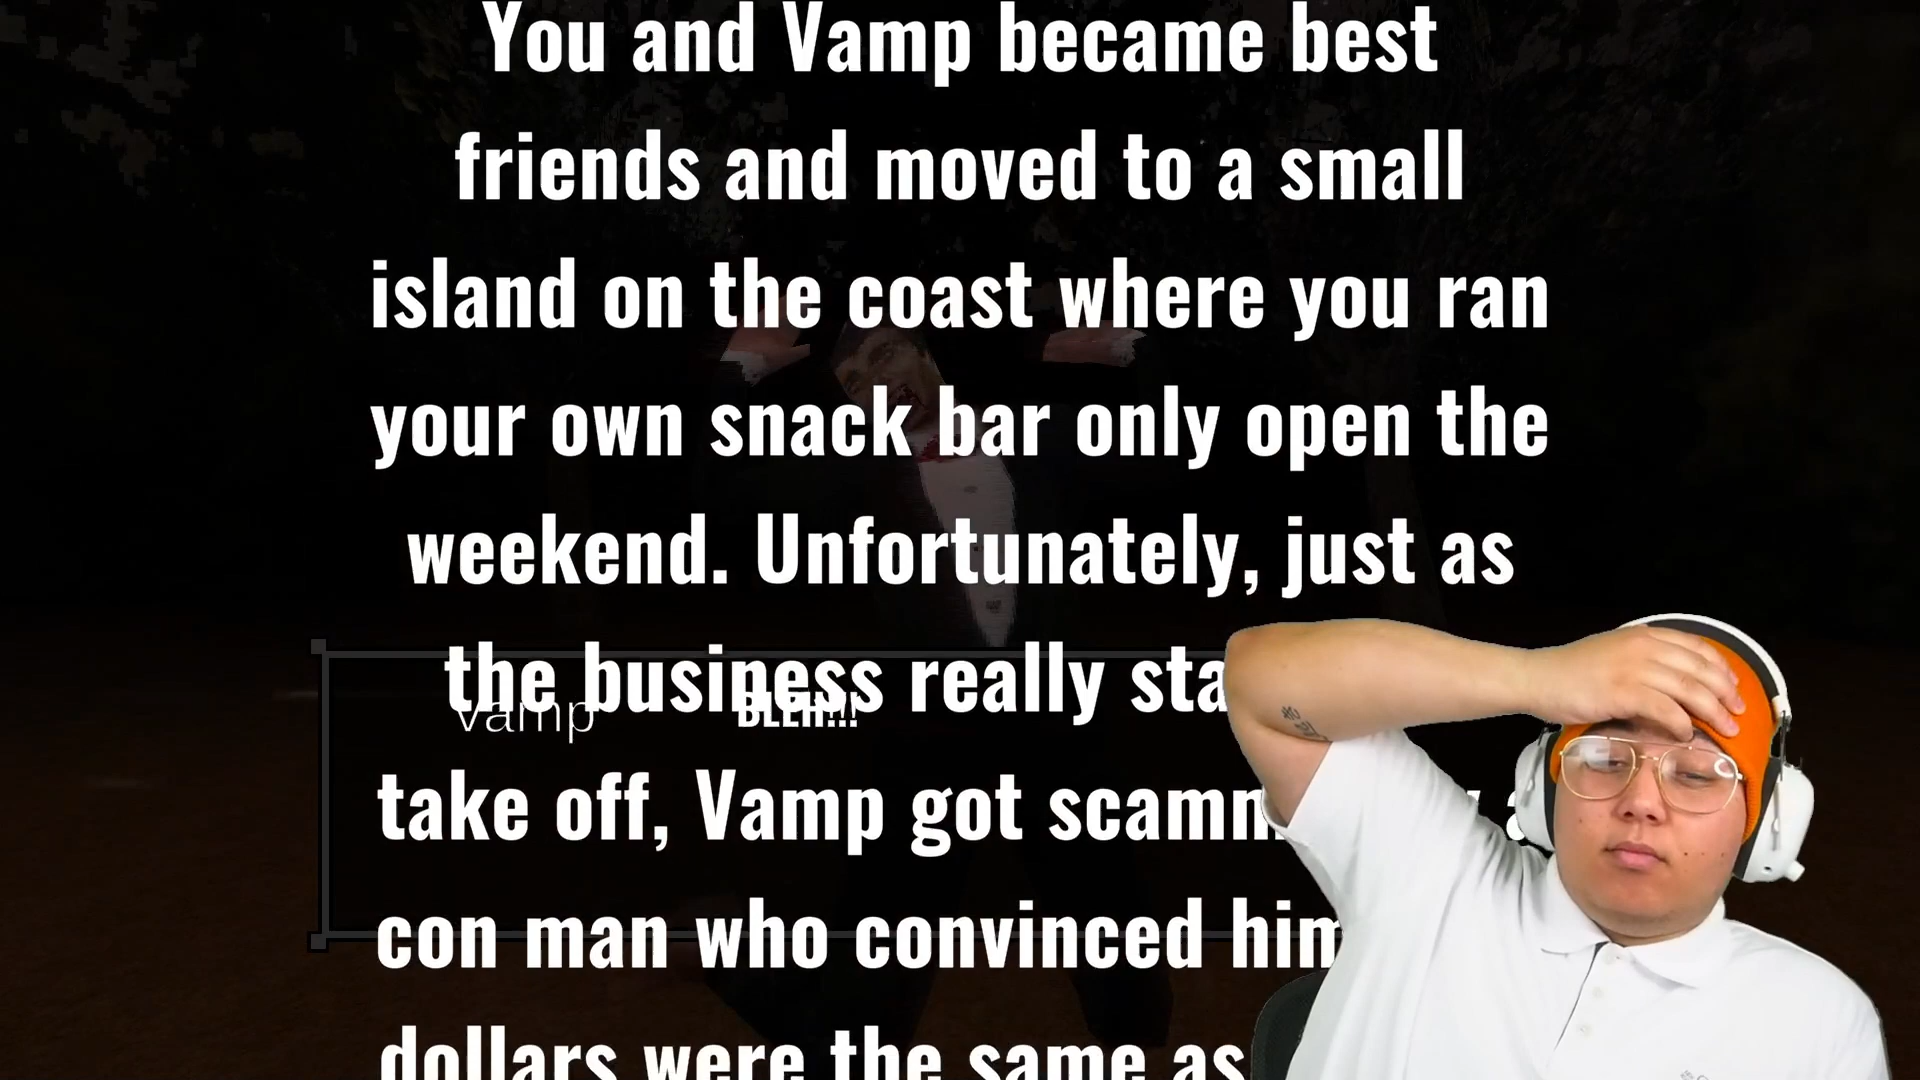 You and Vamp became best
friends and moved to a small
island on the coast where you ran
your own snack bar only open the
weekend. Unfortunately, just as
the business really
vamp BLEH!!!
take off, Vamp got
con man who convinced him
dollars were the same as